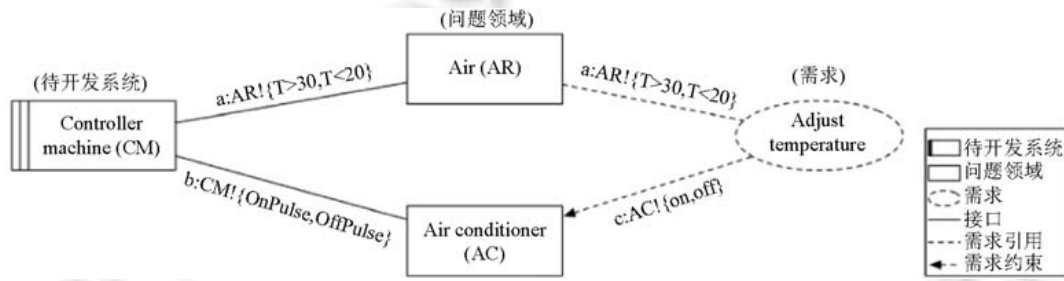 (问题领域)
Air (AR)
(待开发系统)
Controller
machine (CM)
a:AR!{T>30,T<20}
a:AR!{T>30,T<20}
(需求)
Adjust
temperature
b:CM!{OnPulse,OffPulse}
c:AC!{on,off}
Air conditioner
(AC)
待开发系统
问题领域
需求
接口
需求引用
需求约束